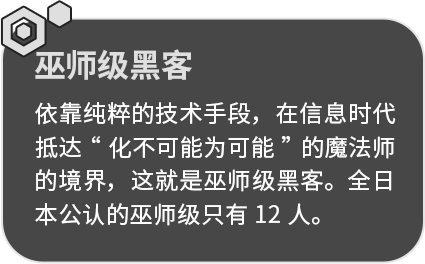 巫师级黑客
依靠纯粹的技术手段，在信息时代
抵达“化不可能为可能”的魔法师
的境界，这就是巫师级黑客。全日
本公认的巫师级只有 12 人。